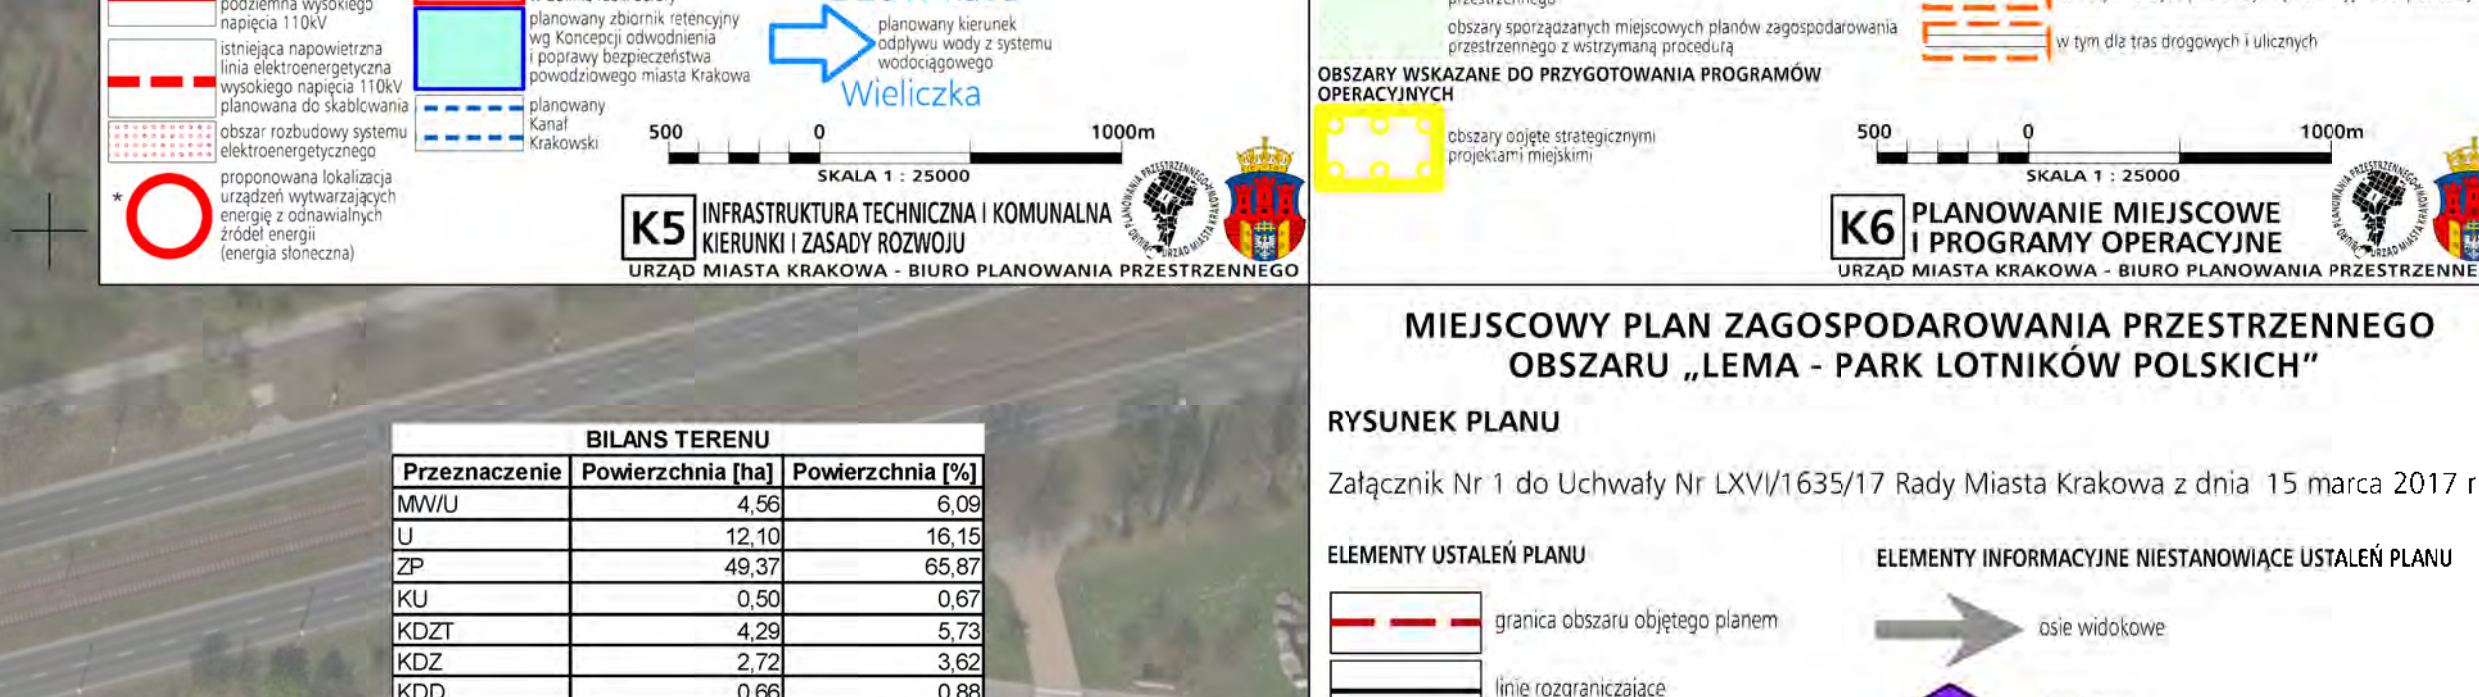 podziemna wysokiego
napięcia 110kV
istniejąca napowietrzna
linia elektroenergetyczna
wysokiego napięcia 110kV
planowana do skablowania
obszar rozbudowy systemu
elektroenergetycznego
*
proponowana lokalizacja
urządzeń wytwarzających
energię z odnawialnych
źródeł energii
(energia słoneczna)
planowany zbiornik retencyjny
wg Koncepcji odwodnienia
i poprawy bezpieczeństwa
powodziowego miasta Krakowa
planowany
Kanał
Krakowski
planowany kierunek
odpływu wody z systemu
wodociągowego
Wieliczka
500 0 1000m
SKALA 1 : 25000
K5 INFRASTRUKTURA TECHNICZNA I KOMUNALNA
KIERUNKI I ZASADY ROZWOJU
URZĄD MIASTA KRAKOWA - BIURO PLANOWANIA PRZESTRZENNEGO
obszary sporządzanych miejscowych planów zagospodarowania
przestrzennego z wstrzymaną procedurą
w tym dla tras drogowych i ulicznych
OBSZARY WSKAZANE DO PRZYGOTOWANIA PROGRAMÓW
OPERACYJNYCH
obszary objęte strategicznymi
projektami miejskimi
500 0 1000m
SKALA 1 : 25000
K6 PLANOWANIE MIEJSCOWE
I PROGRAMY OPERACYJNE
URZĄD MIASTA KRAKOWA - BIURO PLANOWANIA PRZESTRZENNE
BILANS TERENU
Przeznaczenie Powierzchnia [ha] Powierzchnia [%]
MW/U 4,56 6,09
U 12,10 16,15
ZP 49,37 65,87
KU 0,50 0,67
KDZT 4,29 5,73
KDZ 2,72 3,62
KDD 0,66 0,88
MIEJSCOWY PLAN ZAGOSPODAROWANIA PRZESTRZENNEGO
OBSZARU „LEMA - PARK LOTNIKÓW POLSKICH”
RYSUNEK PLANU
Załącznik Nr 1 do Uchwały Nr LXVI/1635/17 Rady Miasta Krakowa z dnia 15 marca 2017 r
ELEMENTY USTALEŃ PLANU
granica obszaru objętego planem
linie rozgraniczające
ELEMENTY INFORMACYJNE NIESTANOWIĄCE USTALEŃ PLANU
osie widokowe